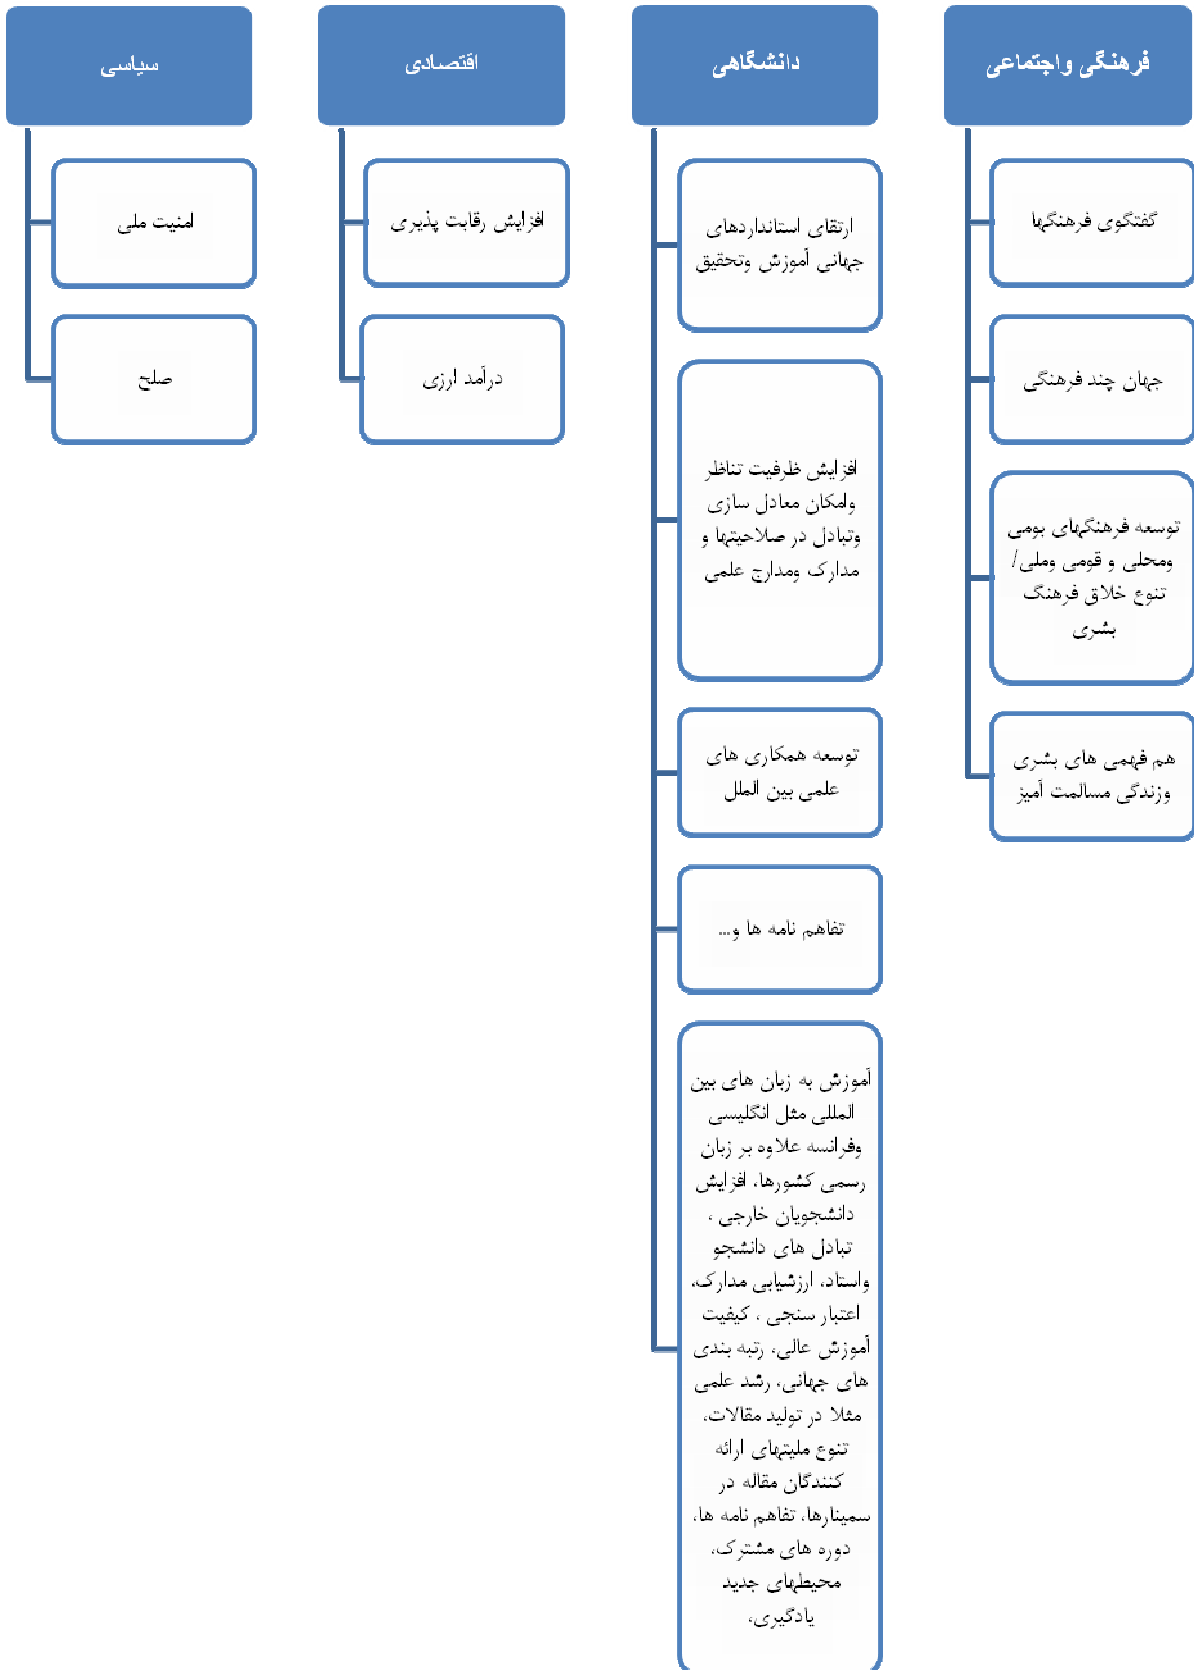 فرهنگی واجتماعی
گفتگوی فرهنگها
جهان چند فرهنگی
توسعه فرهنگهای بومی
ومحلی و قومی وملی/
تنوع خلاق فرهنگ
بشری
هم فهمی های بشری
وزندگی مسالمت آمیز
دانشگاهی
ارتقای استانداردهای
جهانی آموزش وتحقیق
افزایش ظرفیت تناظر
وامکان معادل سازی
وتبادل در صلاحیتها و
مدارک ومدارج علمی
توسعه همکاری های
علمی بین الملل
تفاهم نامه ها و...
آموزش به زبان های بین
المللی مثل انگلیسی
وفرانسه علاوه بر زبان
رسمی کشورها، افزایش
دانشجویان خارجی ،
تبادل های دانشجو
واستاد، ارزشیابی مدارک،
اعتبار سنجی ، کیفیت
آموزش عالی، رتبه بندی
های جهانی، رشد علمی
مثلا در تولید مقالات،
تنوع ملیتهای ارائه
کنندگان مقاله در
سمینارها، تفاهم نامه ها،
دوره های مشترک،
محیطهای جدید
یادگیری،
اقتصادی
افزایش رقابت پذیری
درآمد ارزی
سیاسی
امنیت ملی
صلح